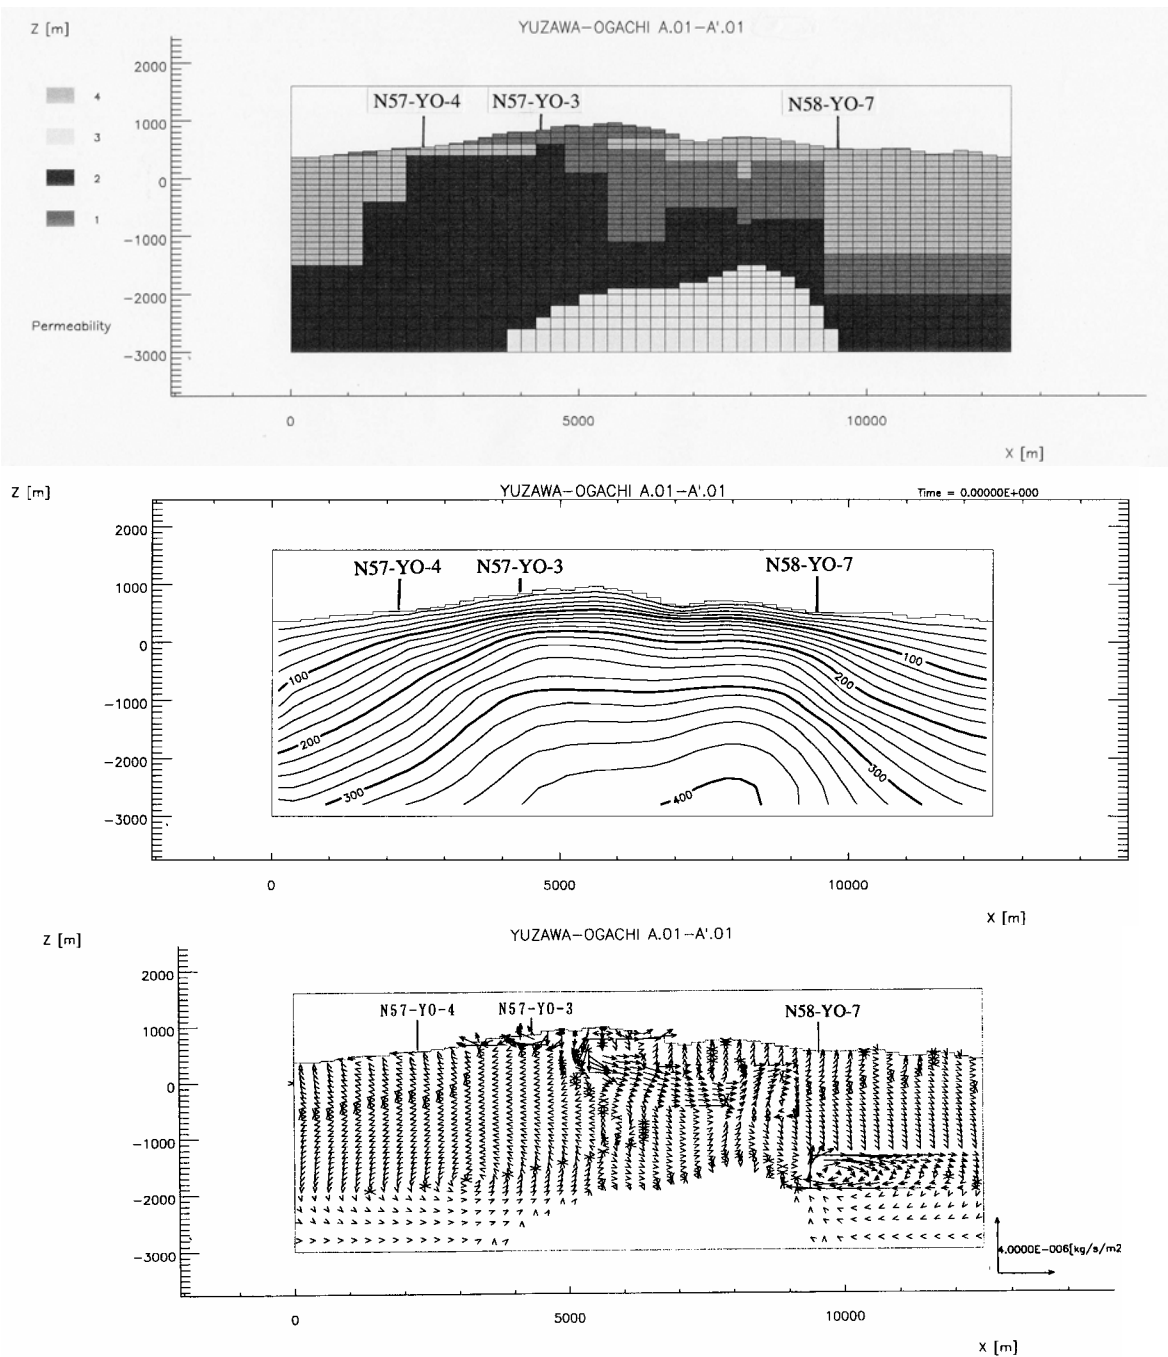 YUZAWA-OGACHI A.01-A'.01
Z [m]
2000
4
N57-YO-4 N57-YO-3 N58-YO-7
1000
3
2
0
1
-1000
-2000
Permeability
-3000
0 5000 10000
X [m]
YUZAWA-OGACHI A.01-A'.01 Time = 0.00000E+000
Z [m]
2000
N57-YO-4 N57-YO-3 N58-YO-7
1000
0
100 100
200
-1000
200
-2000
300 300
400
-3000
0 5000 10000
X [m]
YUZAWA-OGACHI A.01-A'.01
Z [m]
2000
N57-YO-4 N57-YO-3 N58-YO-7
1000
0
-1000
-2000
-3000
4.0000E-006[kg/s/m2
0 5000 10000
X [m]